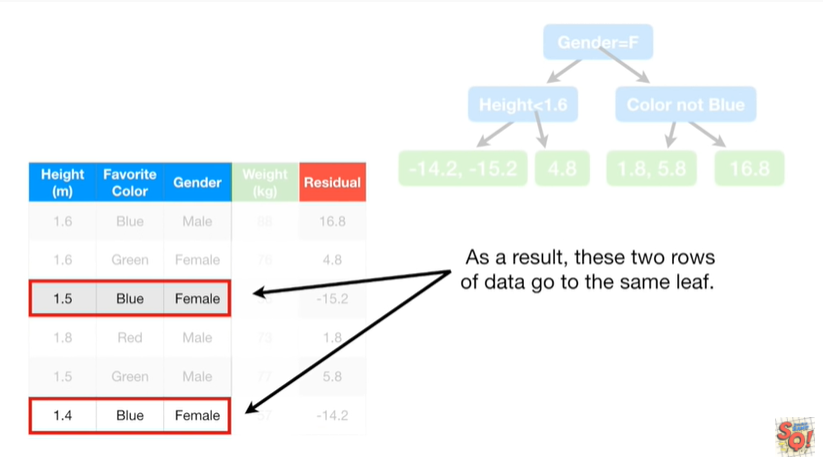 Gender=F
Height<1.6 Color not Blue
-14.2, -15.2 4.8 1.8, 5.8 16.8
Height (m) Favorite Color Gender Weight (kg) Residual
1.6 Blue Male 88 16.8
1.6 Green Female 76 4.8
1.5 Blue Female -15.2
1.8 Red Male 73 1.8
1.5 Green Male 77 5.8
1.4 Blue Female 57 -14.2
As a result, these two rows
of data go to the same leaf.
SQ!